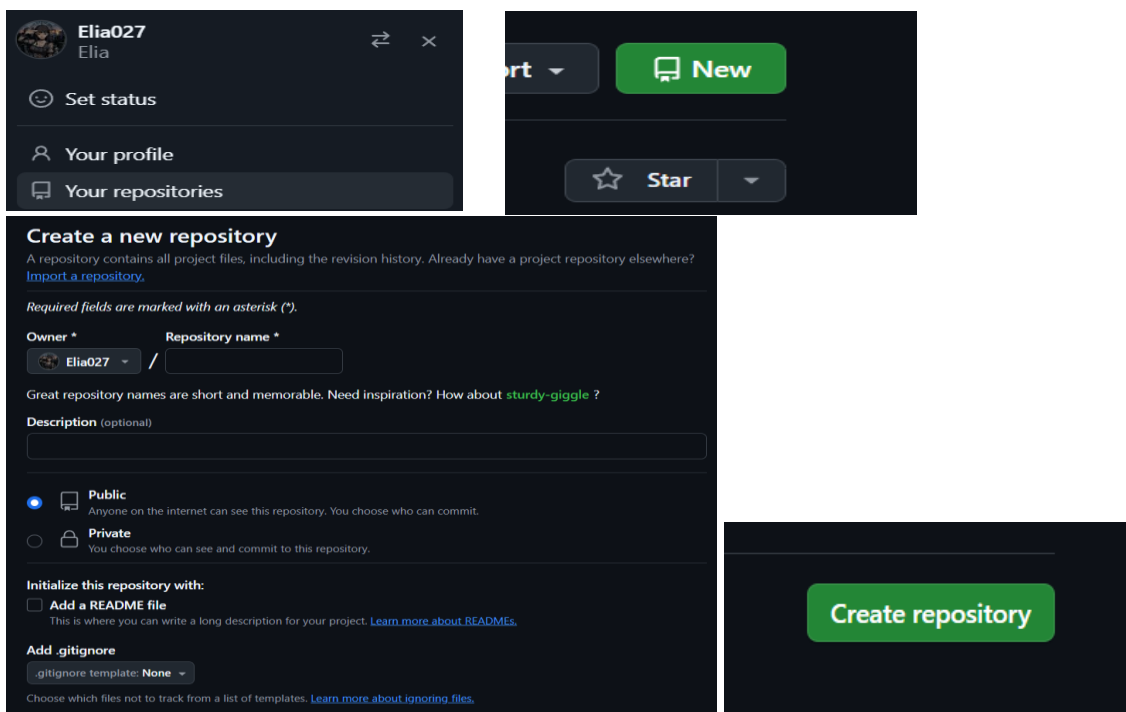 Elia027
Elia
Set status
Your profile
Your repositories
ort
New
Star
Create a new repository
A repository contains all project files, including the revision history. Already have a project repository elsewhere?
Import a repository.
Required fields are marked with an asterisk (*).
Owner * Repository name *
Elia027 /
Great repository names are short and memorable. Need inspiration? How about sturdy-giggle ?
Description (optional)
Public
Anyone on the internet can see this repository. You choose who can commit.
Private
You choose who can see and commit to this repository.
Initialize this repository with:
Add a README file
This is where you can write a long description for your project. Learn more about READMEs.
Add .gitignore
.gitignore template: None
Choose which files not to track from a list of templates. Learn more about ignoring files.
Create repository